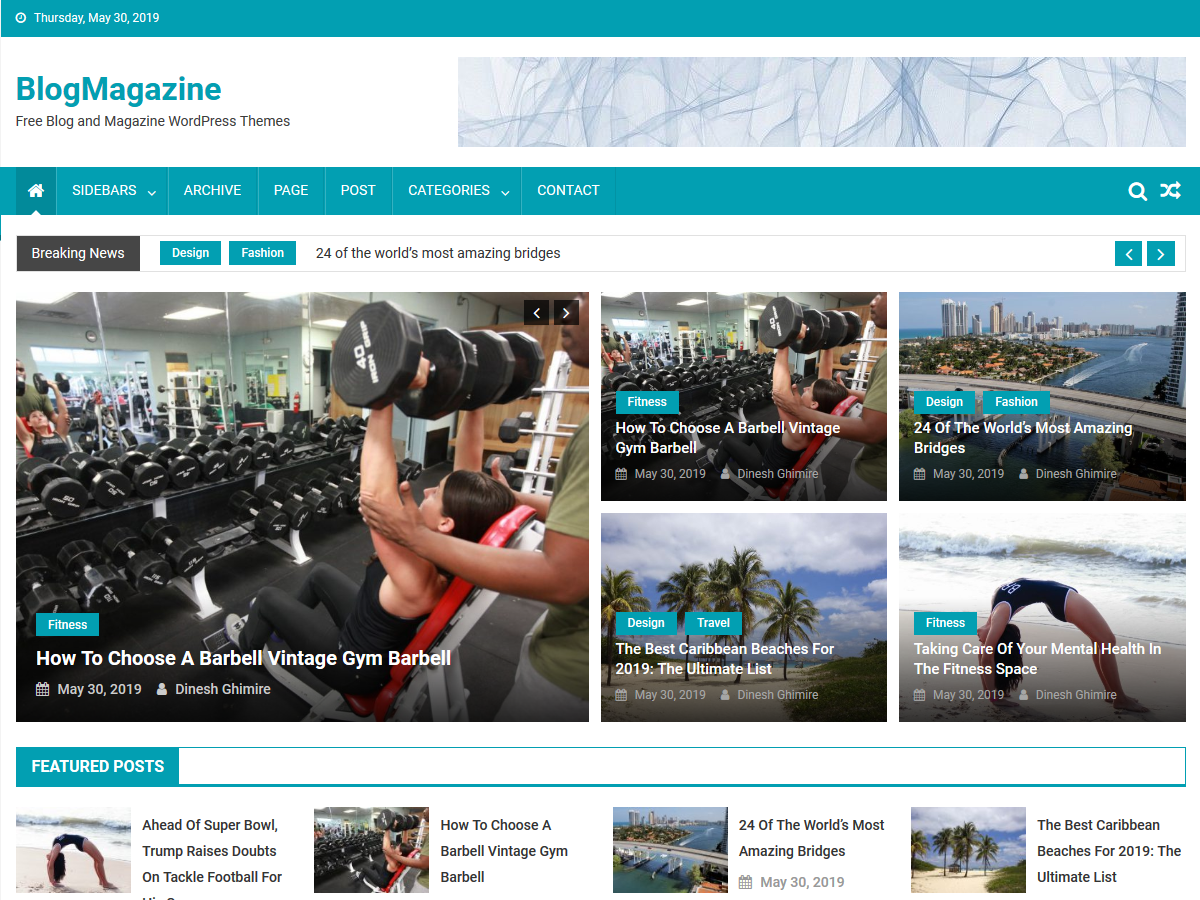 Thursday, May 30, 2019
BlogMagazine
Free Blog and Magazine WordPress Themes
SIDEBARS ARCHIVE PAGE POST CATEGORIES CONTACT
Breaking News Design Fashion 24 of the world’s most amazing bridges
IRON GRIP
40
Fitness
How To Choose A Barbell Vintage Gym Barbell
May 30, 2019 Dinesh Ghimire
40
Fitness
How To Choose A Barbell Vintage
Gym Barbell
May 30, 2019 Dinesh Ghimire
Design Fashion
24 Of The World’s Most Amazing
Bridges
May 30, 2019 Dinesh Ghimire
Design Travel
The Best Caribbean Beaches For
2019: The Ultimate List
May 30, 2019 Dinesh Ghimire
Fitness
Taking Care Of Your Mental Health In
The Fitness Space
May 30, 2019 Dinesh Ghimire
FEATURED POSTS
Ahead Of Super Bowl,
Trump Raises Doubts
On Tackle Football For
How To Choose A
Barbell Vintage Gym
Barbell
24 Of The World’s Most
Amazing Bridges
May 30, 2019
The Best Caribbean
Beaches For 2019: The
Ultimate List